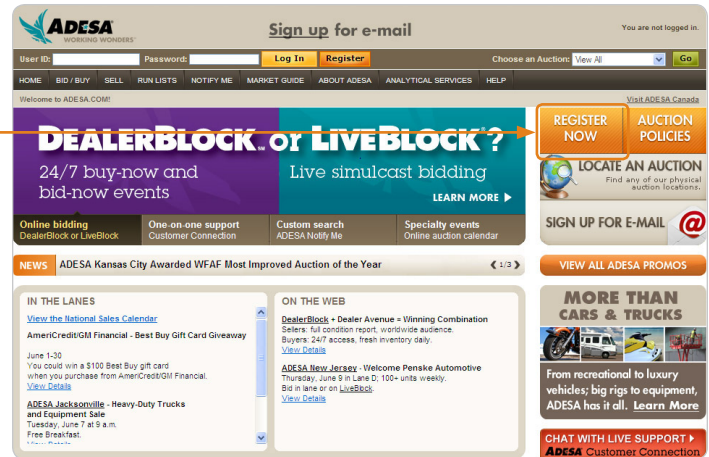 ADESA
WORKING WONDERS
Sign up for e-mail
You are not logged in.
User ID: Password: Log In Register Choose an Auction: View All Go
HOME BID / BUY SELL RUN LISTS NOTIFY ME MARKET GUIDE ABOUT ADESA ANALYTICAL SERVICES HELP
Welcome to ADESA.COM! Visit ADESA Canada
DEALERBLOCK℠ or LIVEBLOCK®?
24/7 buy-now and
bid-now events
Live simulcast bidding
LEARN MORE
Online bidding
DealerBlock or LiveBlock
One-on-one support
Customer Connection
Custom search
ADESA Notify Me
Specialty events
Online auction calendar
REGISTER
NOW
AUCTION
POLICIES
LOCATE AN AUCTION
Find any of our physical
auction locations.
SIGN UP FOR E-MAIL @
NEWS ADESA Kansas City Awarded WFAF Most Improved Auction of the Year 1/3
VIEW ALL ADESA PROMOS
IN THE LANES
View the National Sales Calendar
AmeriCredit/GM Financial - Best Buy Gift Card Giveaway
June 1-30
You could win a $100 Best Buy gift card
when you purchase from AmeriCredit/GM Financial.
View Details
ADESA Jacksonville - Heavy-Duty Trucks
and Equipment Sale
Tuesday, June 7 at 9 a.m.
Free Breakfast.
View Details
ON THE WEB
DealerBlock + Dealer Avenue = Winning Combination
Sellers: full condition report, worldwide audience.
Buyers: 24/7 access, fresh inventory daily.
View Details
ADESA New Jersey - Welcome Penske Automotive
Thursday, June 9 in Lane D; 100+ units weekly.
Bid in lane or on LiveBlock.
View Details
MORE THAN
CARS & TRUCKS
From recreational to luxury
vehicles; big rigs to equipment,
ADESA has it all. Learn More
CHAT WITH LIVE SUPPORT
ADESA Customer Connection